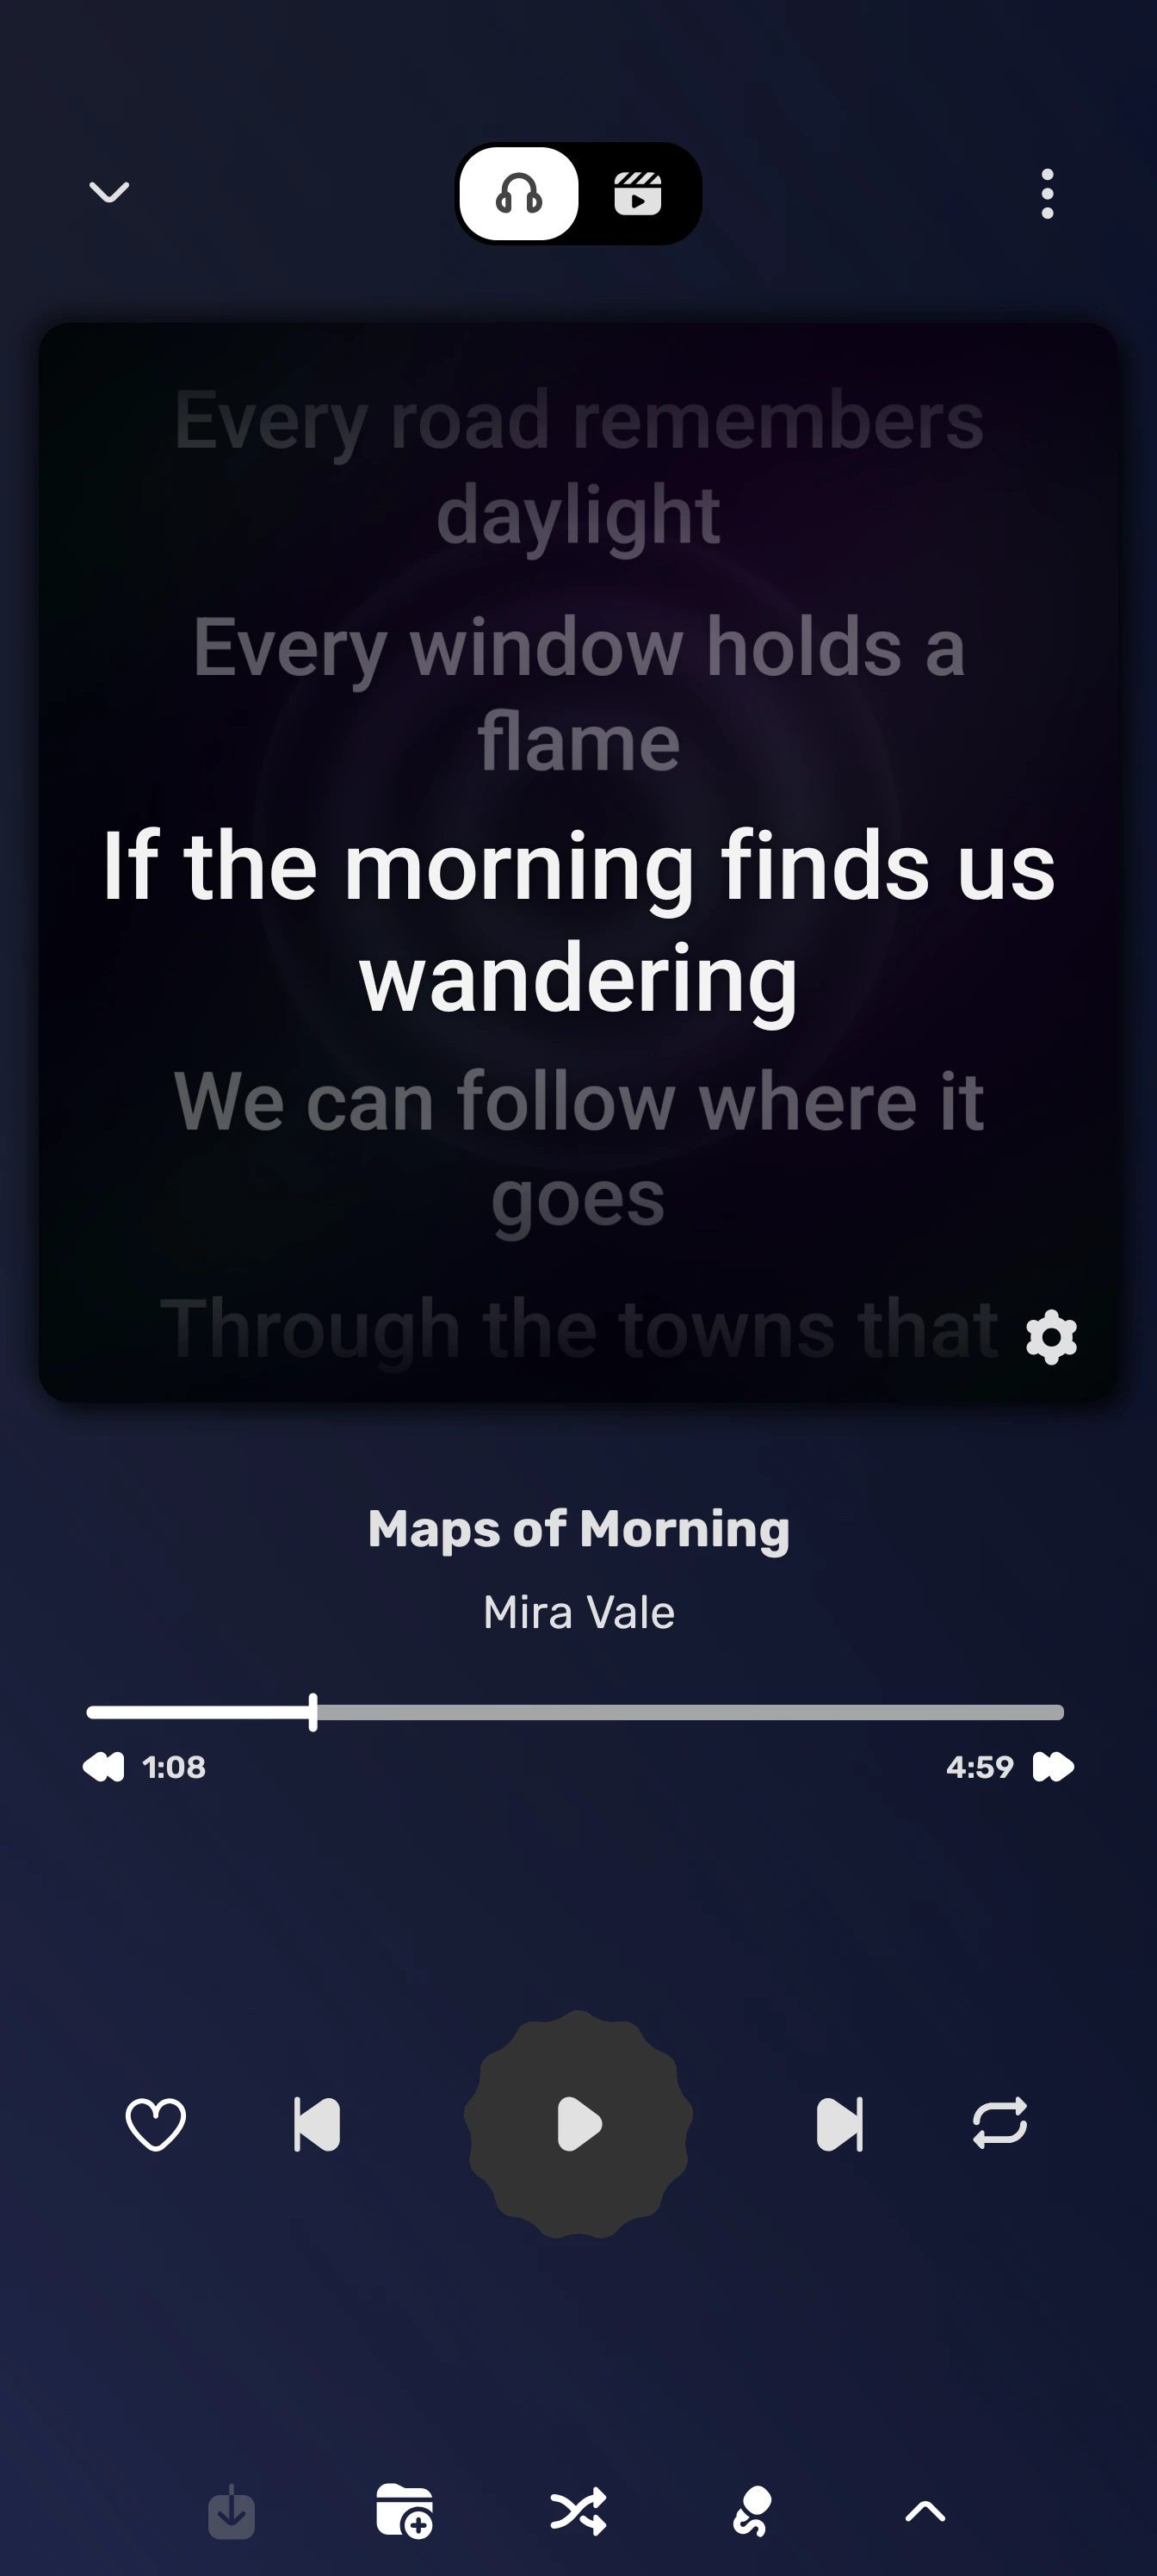 Every road remembers
daylight
Every window holds a
flame
If the morning finds us
wandering
We can follow where it
goes
Through the towns that
Maps of Morning
Mira Vale
1:08
4:59